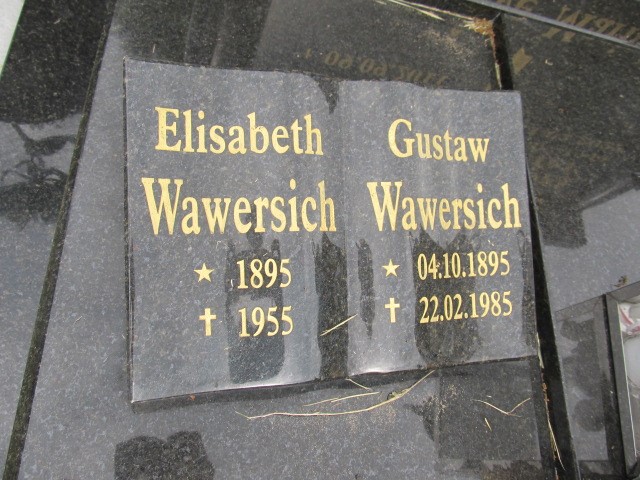 Elisabeth
Wawersich
★ 1895
✝ 1955
Gustaw
Wawersich
★ 04.10.1895
✝ 22.02.1985